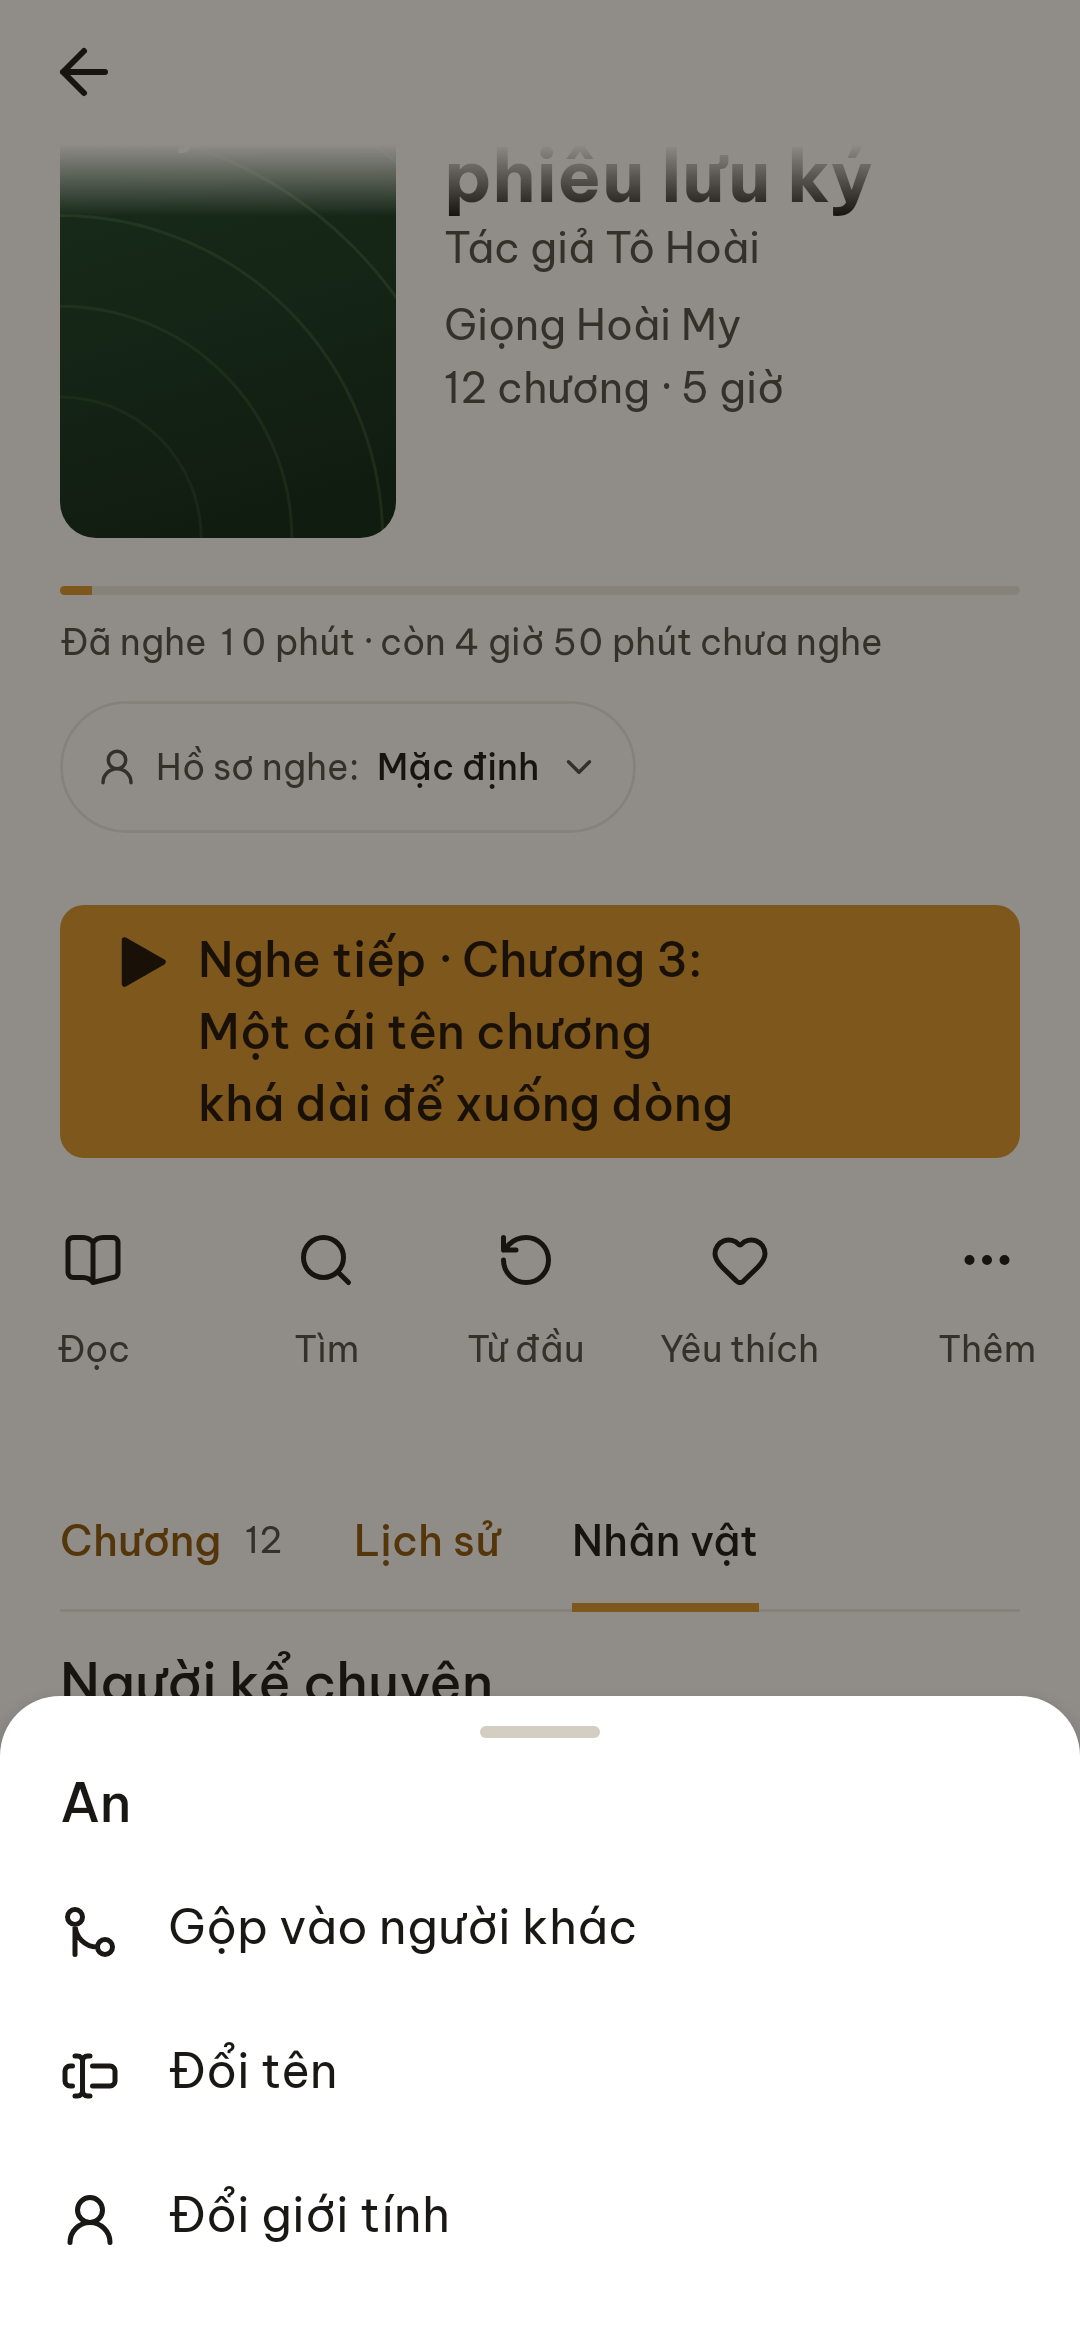 phiêu lưu ký
Tác giả Tô Hoài
Giọng Hoài My
12 chương · 5 giờ
Đã nghe 10 phút · còn 4 giờ 50 phút chưa nghe
Hồ sơ nghe: Mặc định
Nghe tiếp · Chương 3:
Một cái tên chương
khá dài để xuống dòng
Đọc
Tìm
Từ đầu
Yêu thích
Thêm
Chương 12
Lịch sử
Nhân vật
Người kể chuyện
An
Gộp vào người khác
Đổi tên
Đổi giới tính